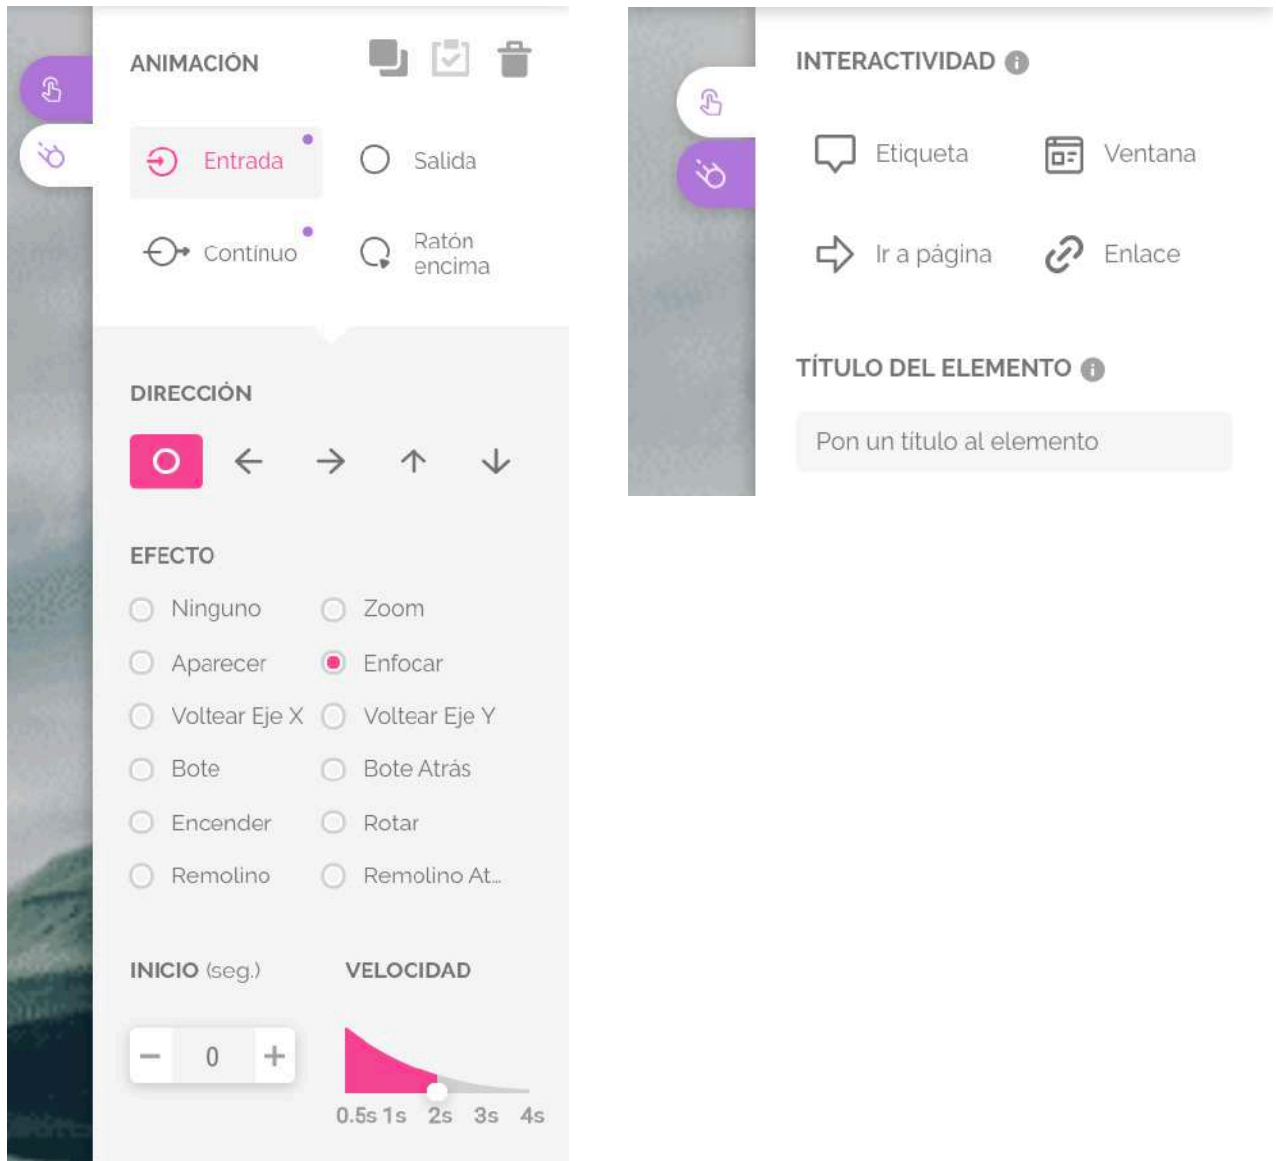 ANIMACIÓN
Entrada
Salida
Contínuo
Ratón
encima
DIRECCIÓN
EFECTO
Ninguno
Zoom
Aparecer
Enfocar
Voltear Eje X
Voltear Eje Y
Bote
Bote Atrás
Encender
Rotar
Remolino
Remolino At...
INICIO (seg.)
VELOCIDAD
− 0 +
0.5s 1s 2s 3s 4s
INTERACTIVIDAD
Etiqueta
Ventana
Ir a página
Enlace
TÍTULO DEL ELEMENTO
Pon un título al elemento